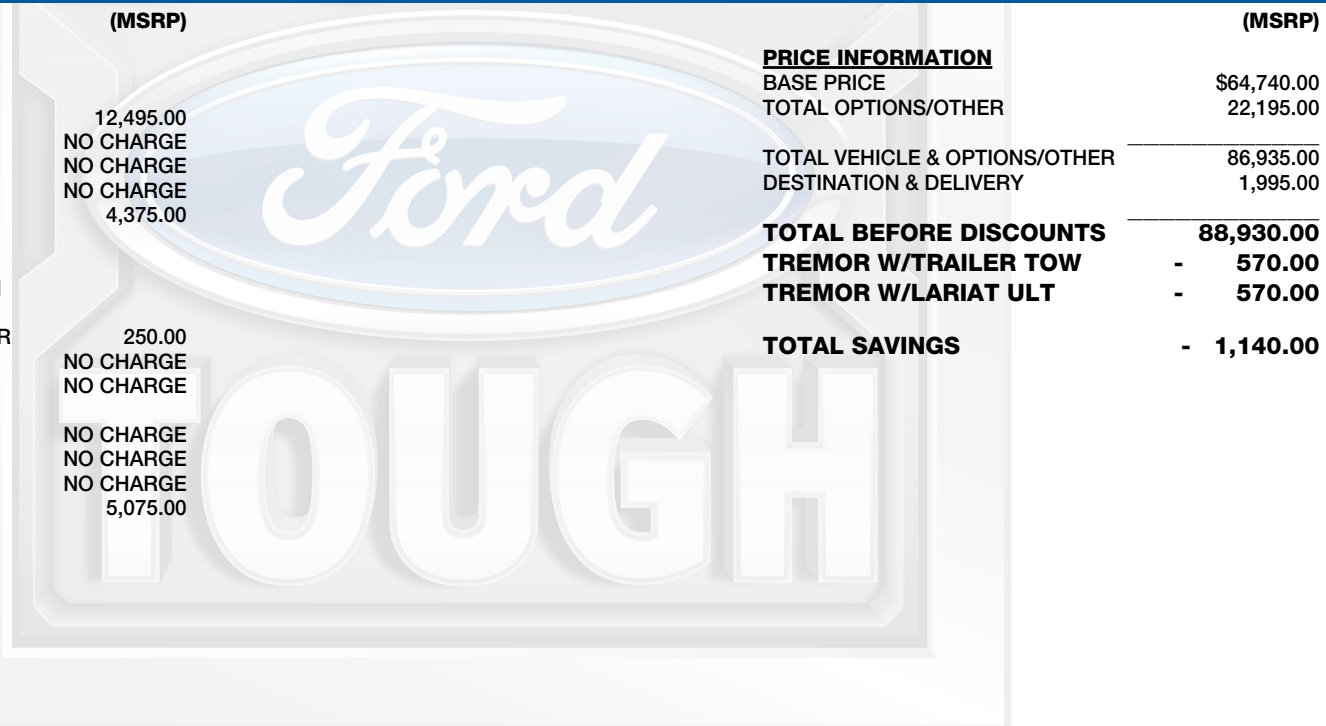 (MSRP)
12,495.00
NO CHARGE
NO CHARGE
NO CHARGE
4,375.00
R 250.00
NO CHARGE
NO CHARGE
NO CHARGE
NO CHARGE
NO CHARGE
5,075.00
(MSRP)
PRICE INFORMATION
BASE PRICE $64,740.00
TOTAL OPTIONS/OTHER 22,195.00
TOTAL VEHICLE & OPTIONS/OTHER 86,935.00
DESTINATION & DELIVERY 1,995.00
TOTAL BEFORE DISCOUNTS 88,930.00
TREMOR W/TRAILER TOW - 570.00
TREMOR W/LARIAT ULT - 570.00
TOTAL SAVINGS - 1,140.00
Ford
TOUGH